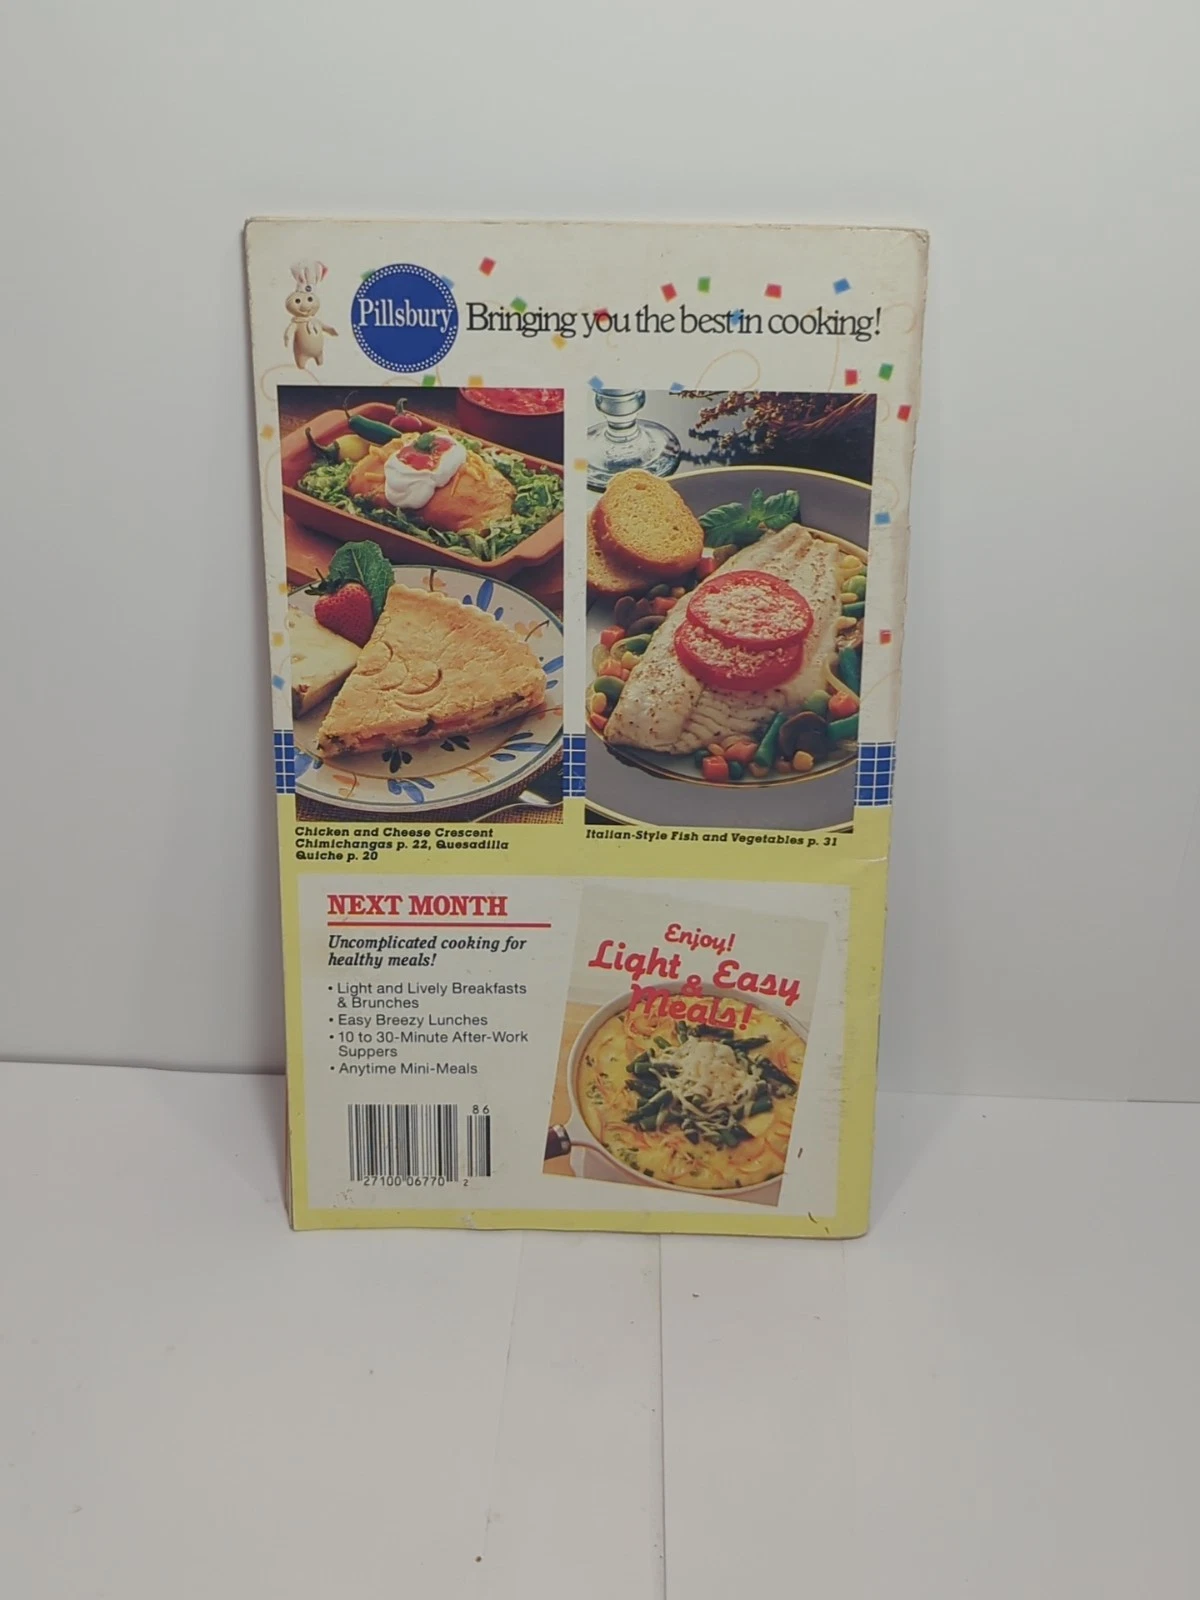 Pillsbury
Bringing you the best in cooking!
Chicken and Cheese Crescent
Chimichangas p. 22, Quesadilla
Quiche p. 20
Italian-Style Fish and Vegetables p. 31
NEXT MONTH
Uncomplicated cooking for
healthy meals!
• Light and Lively Breakfasts
& Brunches
• Easy Breezy Lunches
• 10 to 30-Minute After-Work
Suppers
• Anytime Mini-Meals
Enjoy!
Light & Easy
Meals!
86
27100 06770 2